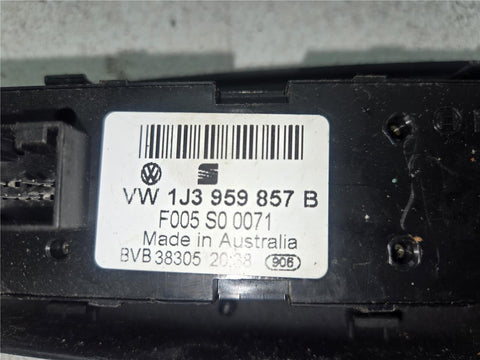 VW 1J3 959 857 B
F005 S0 0071
Made in Australia
BVB 38305 20:38 906